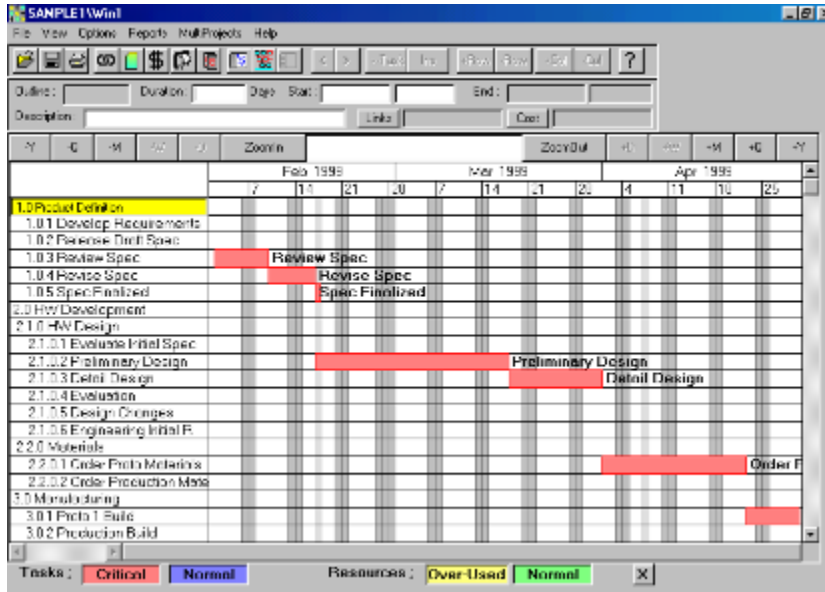 SAMPLE1\Win1
File View Options Reports MultiProjects Help
$ < > +Row -Row ?
Outline: Duration: Days Start: End:
Description: Links Cost
-Y -Q -M ZoomIn ZoomOut +M +Q
Feb 1999 Mar 1999 Apr 1999
7 14 21 28 7 14 21 28 4 11 18 25
1.0 Product Definition
1.0.1 Develop Requirements
1.0.2 Release Draft Spec
1.0.3 Review Spec Review Spec
1.0.4 Revise Spec Revise Spec
1.0.5 Spec Finalized Spec Finalized
2.0 HW Development
2.1.0 HW Design
2.1.0.1 Evaluate Initial Spec
2.1.0.2 Preliminary Design Preliminary Design
2.1.0.3 Detail Design Detail Design
2.1.0.4 Evaluation
2.1.0.5 Design Changes
2.1.0.6 Engineering Initial R
2.2.0 Materials
2.2.0.1 Order Proto Materials Order P
2.2.0.2 Order Production Mate
3.0 Manufacturing
3.0.1 Proto 1 Build
3.0.2 Production Build
Tasks: Critical Normal Resources: Over-Used Normal X